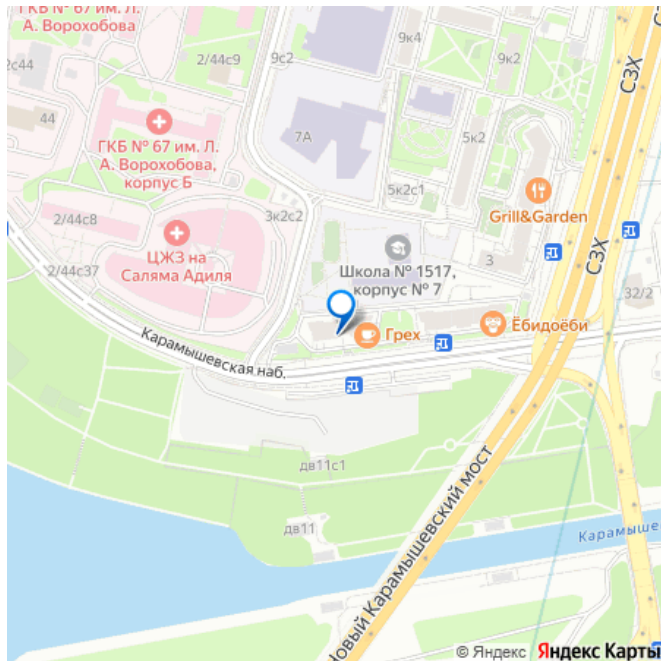 ГКБ № 67 им. Л.
А. Ворохобова
9с2
9к4
9к2
СЗХ
2/44с9
2с44
44
7А
5к2
ГКБ № 67 им. Л.
А. Ворохобова,
корпус Б
5к2с1
Grill&Garden
2/44с8
3к2с2
ЦЖЗ на
Саляма Адиля
Школа № 1517,
корпус № 7
3
СЗХ
2/44с37
32/2
Карамышевская наб.
Грех
Ёбидоёби
дв11с1
дв11
Новый Карамышевский мост
Карамыше
© Яндекс Яндекс Карты